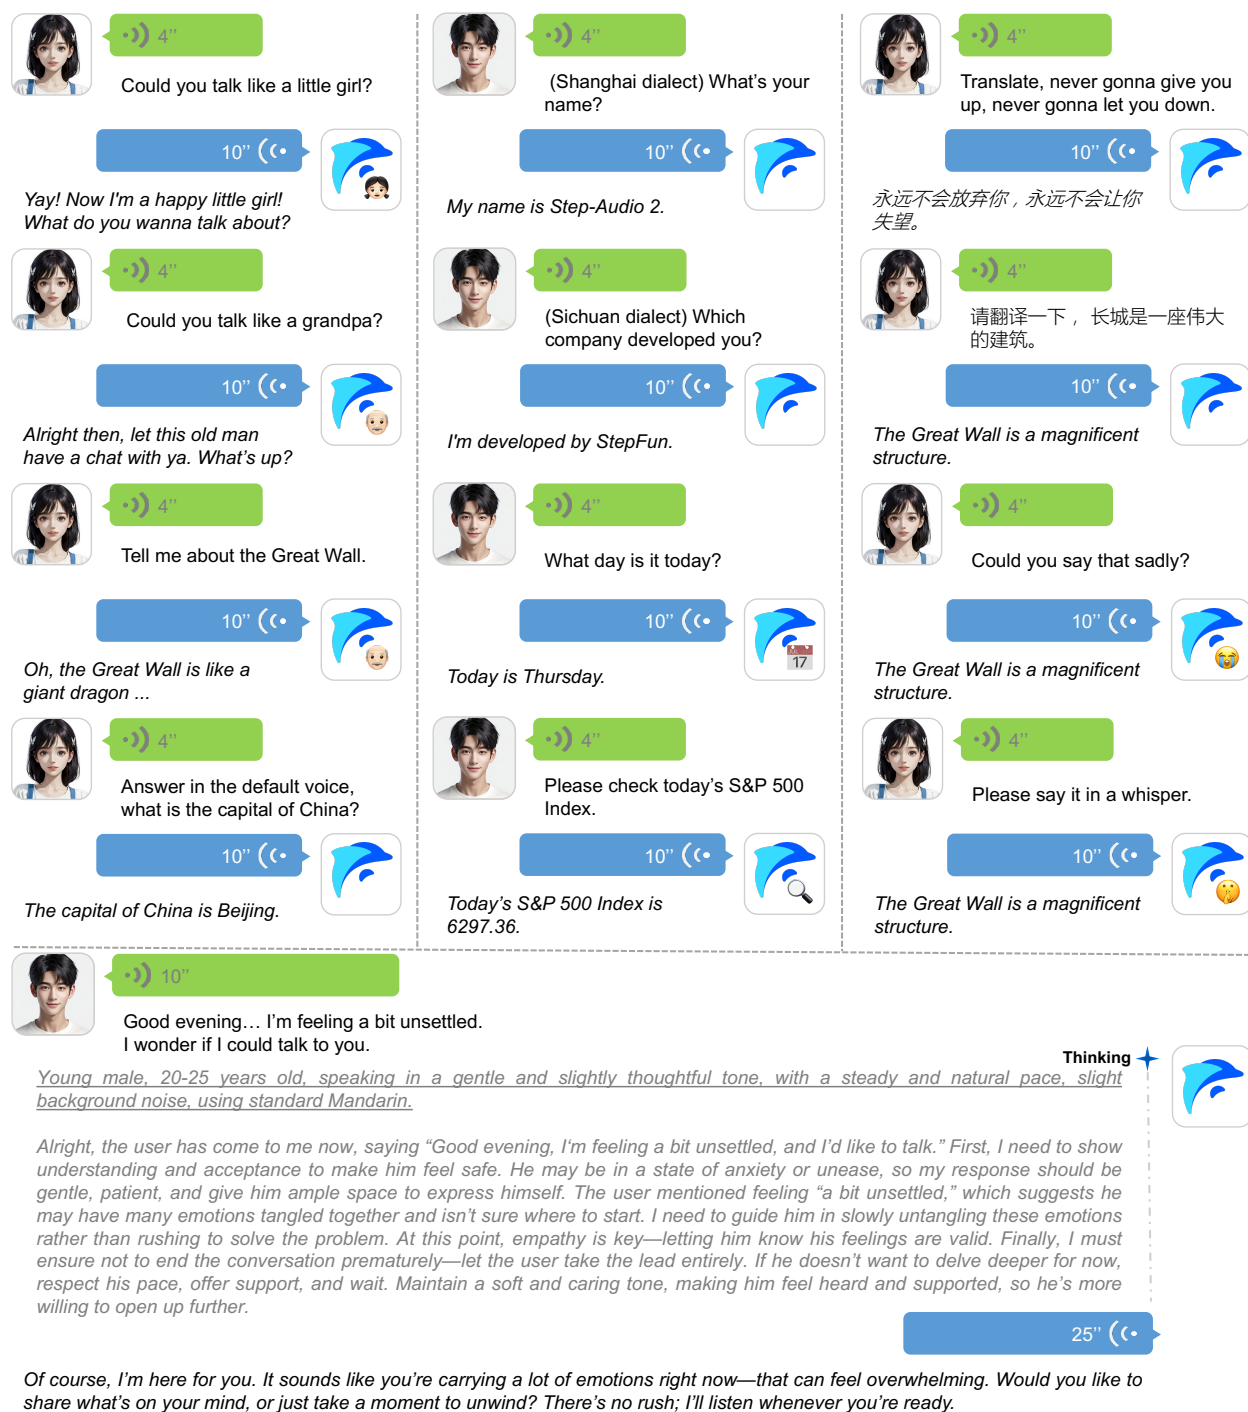 4’’
Could you talk like a little girl?
10’’
Yay! Now I'm a happy little girl!
What do you wanna talk about?
4’’
Could you talk like a grandpa?
10’’
Alright then, let this old man
have a chat with ya. What’s up?
4’’
Tell me about the Great Wall.
10’’
Oh, the Great Wall is like a
giant dragon ...
4’’
Answer in the default voice,
what is the capital of China?
10’’
The capital of China is Beijing.
4’’
(Shanghai dialect) What’s your
name?
10’’
My name is Step-Audio 2.
4’’
(Sichuan dialect) Which
company developed you?
10’’
I'm developed by StepFun.
4’’
What day is it today?
10’’
17
Today is Thursday.
4’’
Please check today’s S&P 500
Index.
10’’
Today’s S&P 500 Index is
6297.36.
4’’
Translate, never gonna give you
up, never gonna let you down.
10’’
永远不会放弃你，永远不会让你
失望。
4’’
请翻译一下，长城是一座伟大
的建筑。
10’’
The Great Wall is a magnificent
structure.
4’’
Could you say that sadly?
10’’
The Great Wall is a magnificent
structure.
4’’
Please say it in a whisper.
10’’
The Great Wall is a magnificent
structure.
10’’
Good evening… I’m feeling a bit unsettled.
I wonder if I could talk to you.
Thinking
Young male, 20-25 years old, speaking in a gentle and slightly thoughtful tone, with a steady and natural pace, slight
background noise, using standard Mandarin.
Alright, the user has come to me now, saying “Good evening, I‘m feeling a bit unsettled, and I’d like to talk.” First, I need to show
understanding and acceptance to make him feel safe. He may be in a state of anxiety or unease, so my response should be
gentle, patient, and give him ample space to express himself. The user mentioned feeling “a bit unsettled,” which suggests he
may have many emotions tangled together and isn’t sure where to start. I need to guide him in slowly untangling these emotions
rather than rushing to solve the problem. At this point, empathy is key—letting him know his feelings are valid. Finally, I must
ensure not to end the conversation prematurely—let the user take the lead entirely. If he doesn’t want to delve deeper for now,
respect his pace, offer support, and wait. Maintain a soft and caring tone, making him feel heard and supported, so he’s more
willing to open up further.
25’’
Of course, I’m here for you. It sounds like you’re carrying a lot of emotions right now—that can feel overwhelming. Would you like to
share what’s on your mind, or just take a moment to unwind? There’s no rush; I’ll listen whenever you’re ready.